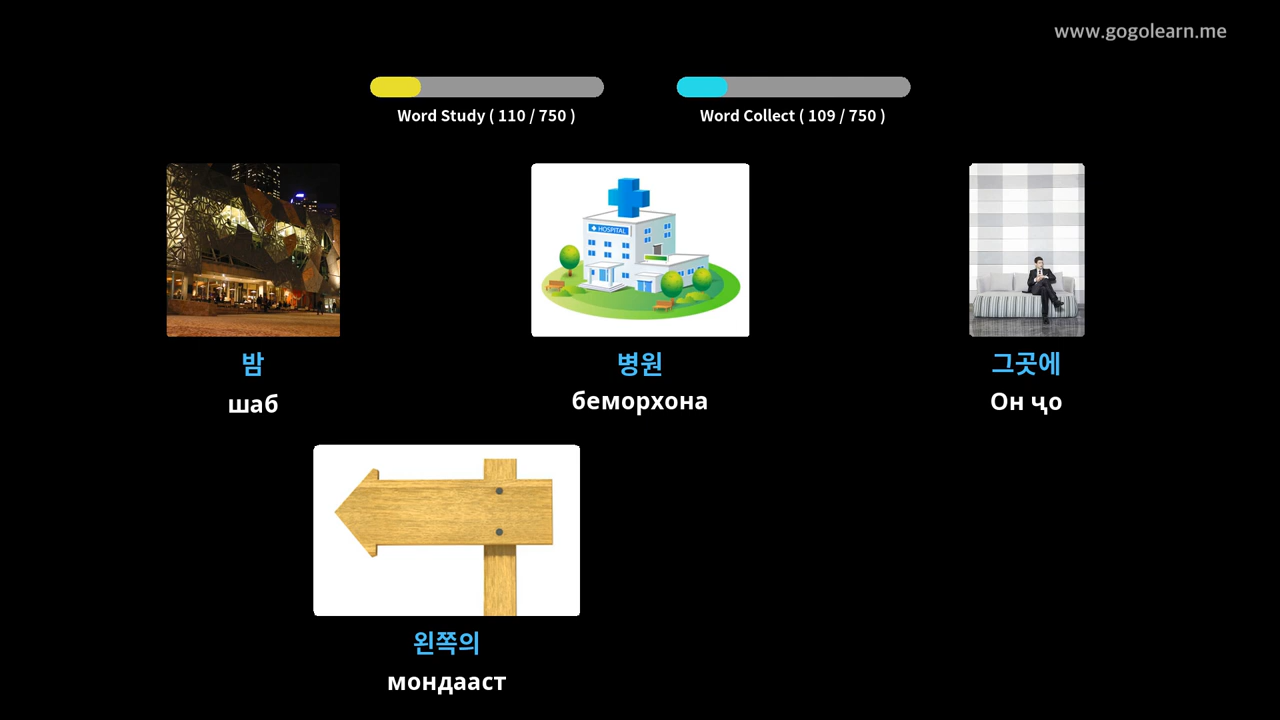 www.gogolearn.me
Word Study ( 110 / 750 )
Word Collect ( 109 / 750 )
HOSPITAL
밤
шаб
병원
беморхона
그곳에
Он ҷо
왼쪽의
мондааст